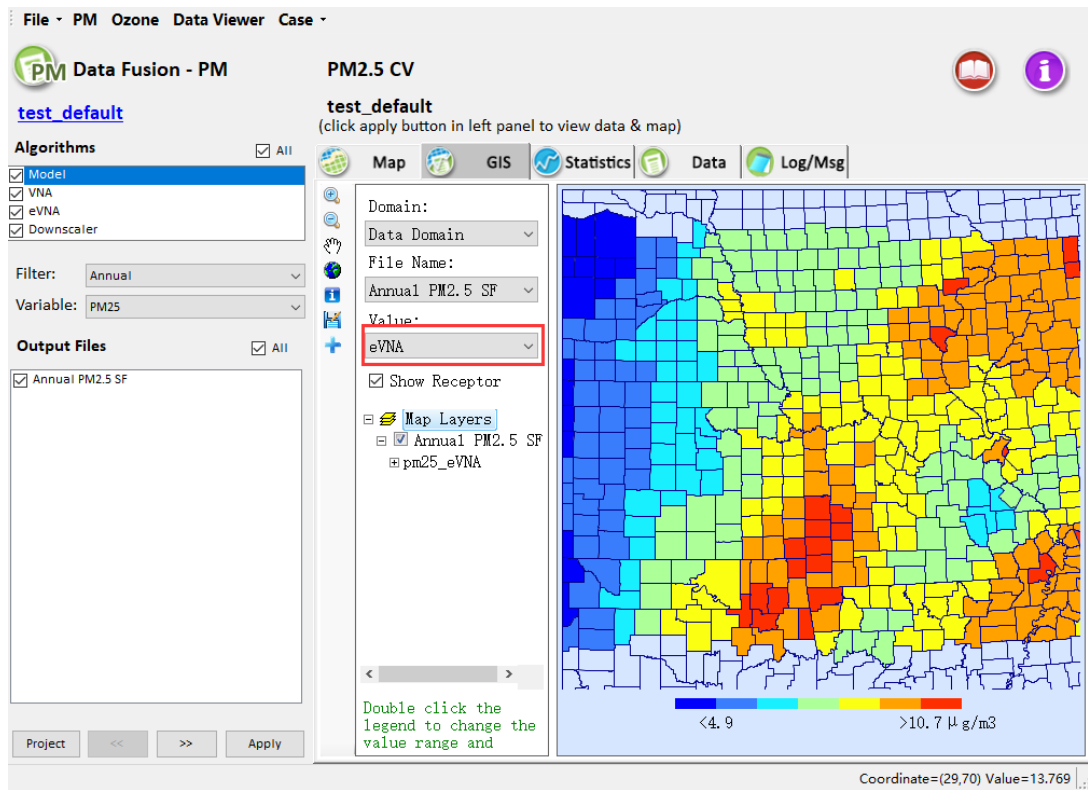 File PM Ozone Data Viewer Case
PM Data Fusion - PM
PM2.5 CV
test_default
test_default
(click apply button in left panel to view data & map)
Algorithms
All
Model
VNA
eVNA
Downscaler
Filter: Annual
Variable: PM25
Output Files
All
Annual PM2.5 SF
Project << >> Apply
Map GIS Statistics Data Log/Msg
Domain:
Data Domain
File Name:
Annual PM2.5 SF
Value:
eVNA
Show Receptor
Map Layers
Annual PM2.5 SF
pm25_eVNA
Double click the
legend to change the
value range and
<4.9 >10.7 μg/m3
Coordinate=(29,70) Value=13.769